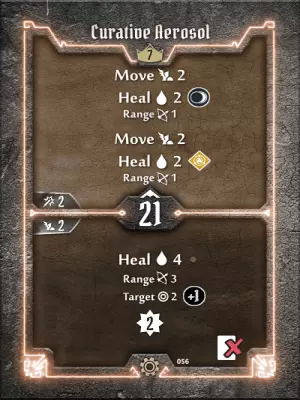 Curative Aerosol
7
Move 2
Heal 2
Range 1
Move 2
Heal 2
Range 1
2
21
2
Heal 4
Range 3
Target 2 +1
2
056